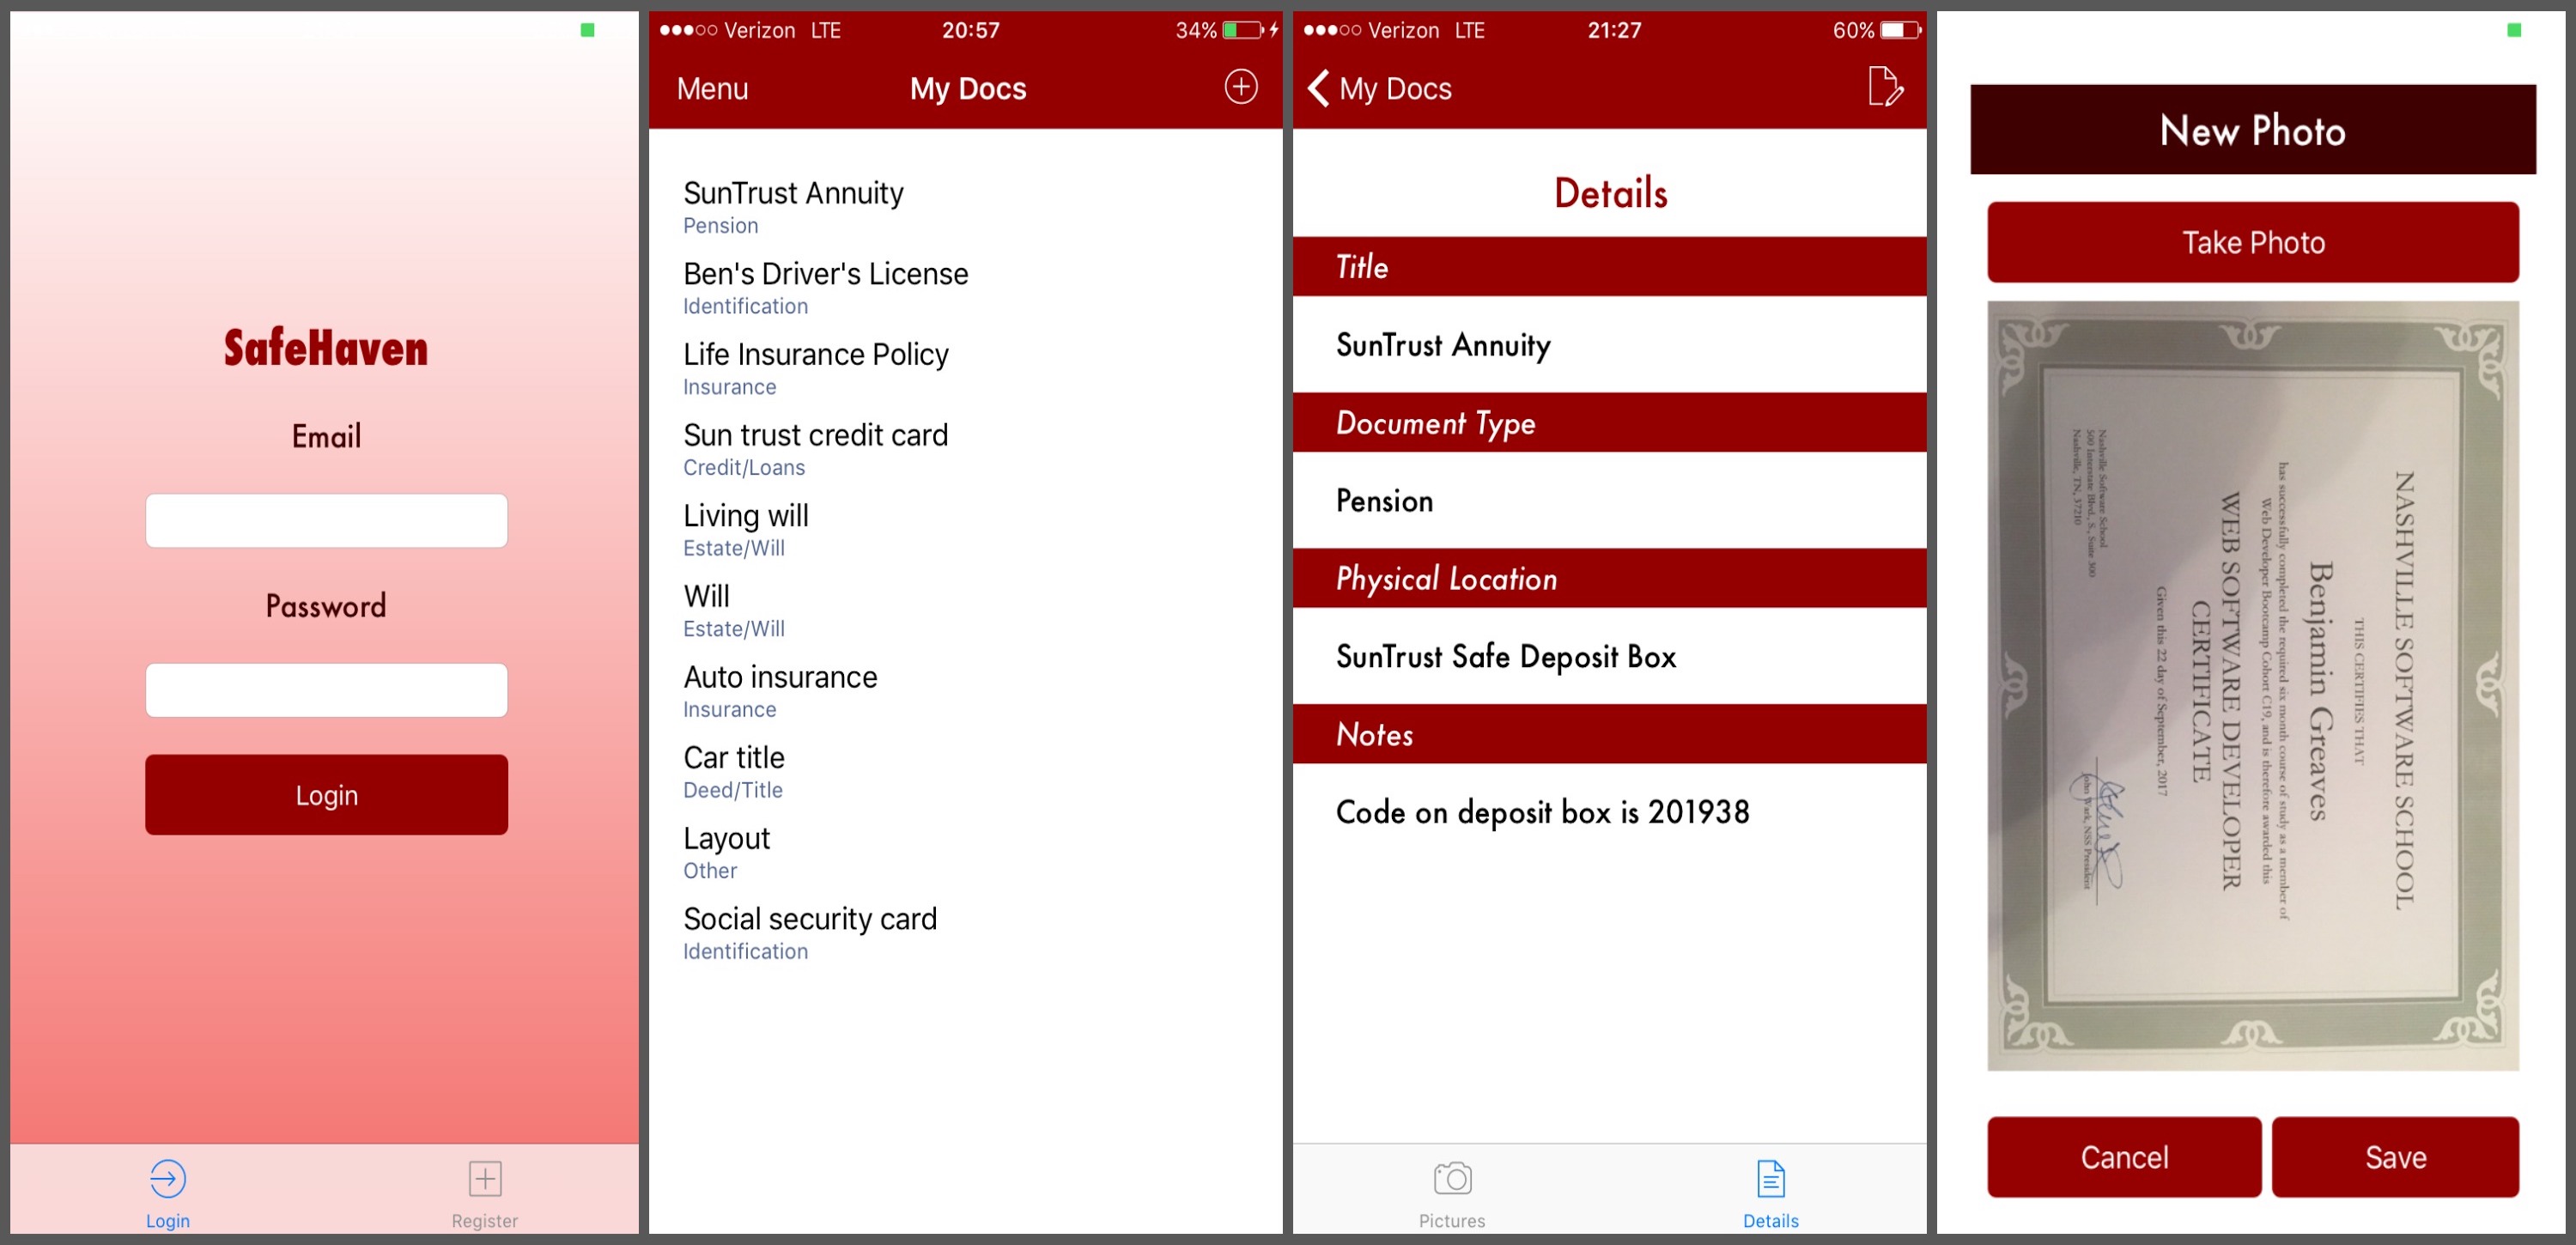 SafeHaven
Email
Password
Login
Login
Register
Verizon LTE
20:57
34%
Menu
My Docs
SunTrust Annuity
Pension
Ben's Driver's License
Identification
Life Insurance Policy
Insurance
Sun trust credit card
Credit/Loans
Living will
Estate/Will
Will
Estate/Will
Auto insurance
Insurance
Car title
Deed/Title
Layout
Other
Social security card
Identification
Verizon LTE
21:27
60%
My Docs
Details
Title
SunTrust Annuity
Document Type
Pension
Physical Location
SunTrust Safe Deposit Box
Notes
Code on deposit box is 201938
Pictures
Details
New Photo
Take Photo
NASHVILLE SOFTWARE SCHOOL
THIS CERTIFIES THAT
Benjamin Greaves
has successfully completed the required six month course of study as a member of
Web Developer Bootcamp Cohort C19, and is therefore awarded this
WEB SOFTWARE DEVELOPER
CERTIFICATE
Given this 22 day of September, 2017
Nashville Software School
500 Interstate Blvd., S., Suite 300
Nashville, TN, 37210
John Wark, NSS President
Cancel
Save